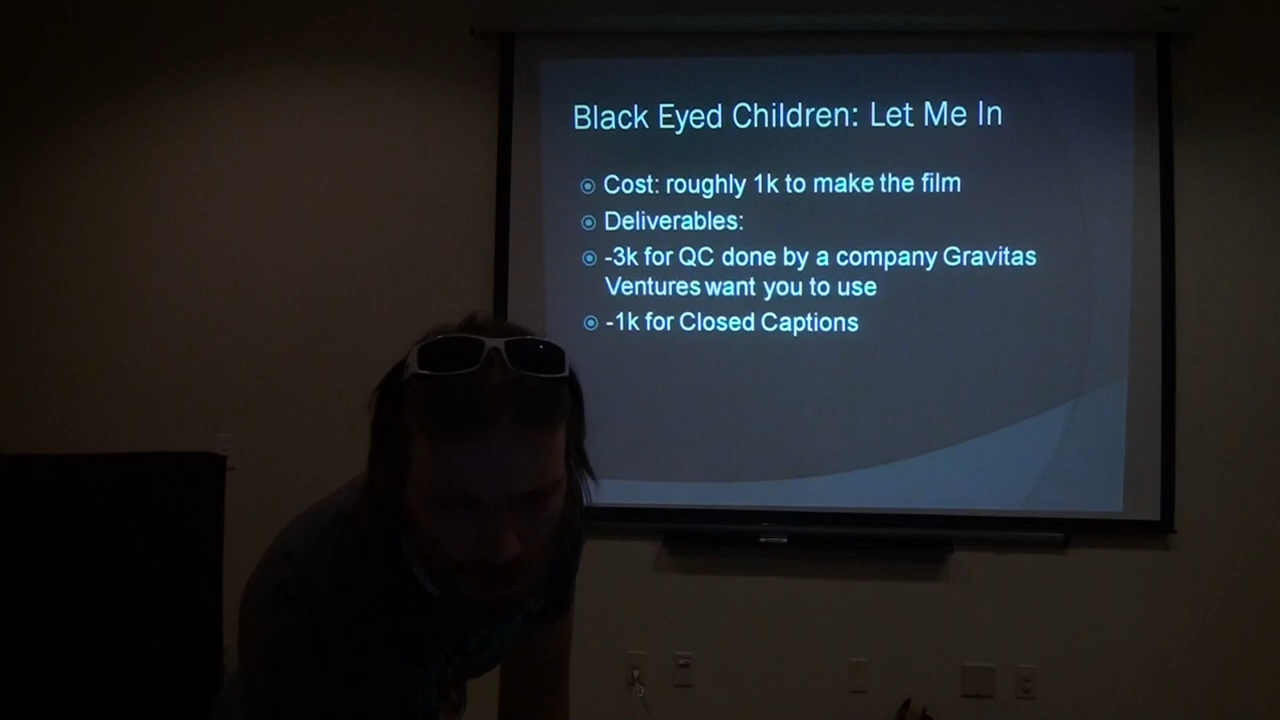 Black Eyed Children: Let Me In
Cost: roughly 1k to make the film
Deliverables:
-3k for QC done by a company Gravitas
Ventures want you to use
-1k for Closed Captions